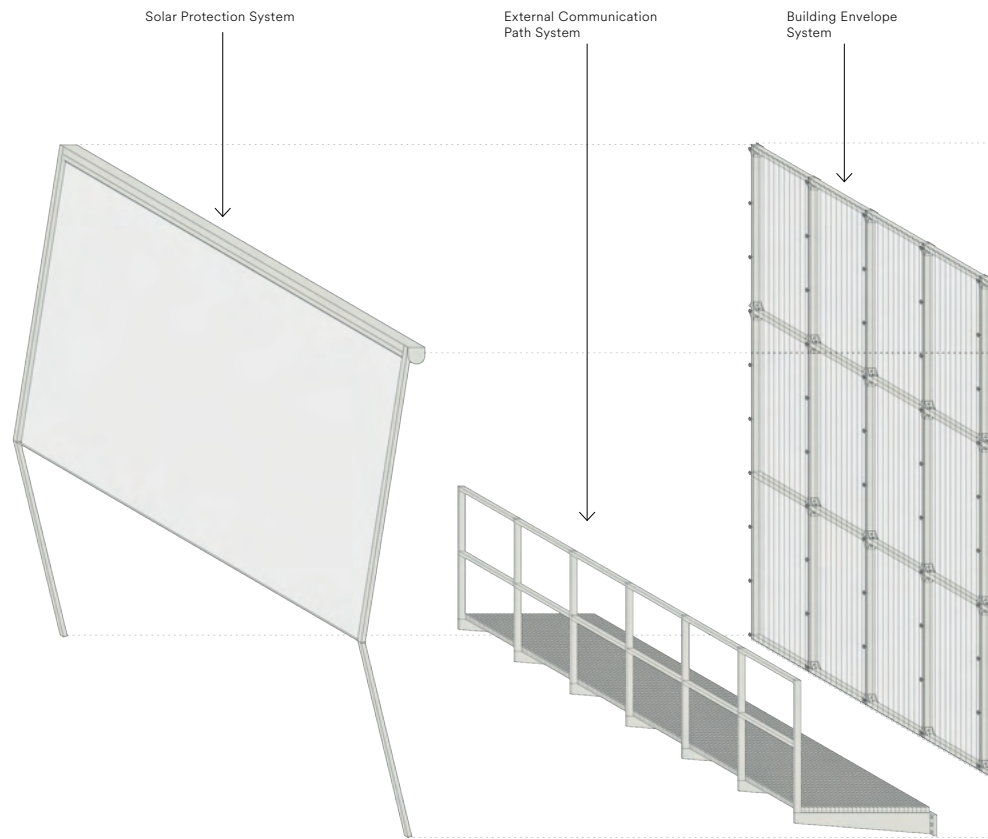 Solar Protection System
External Communication
Path System
Building Envelope
System